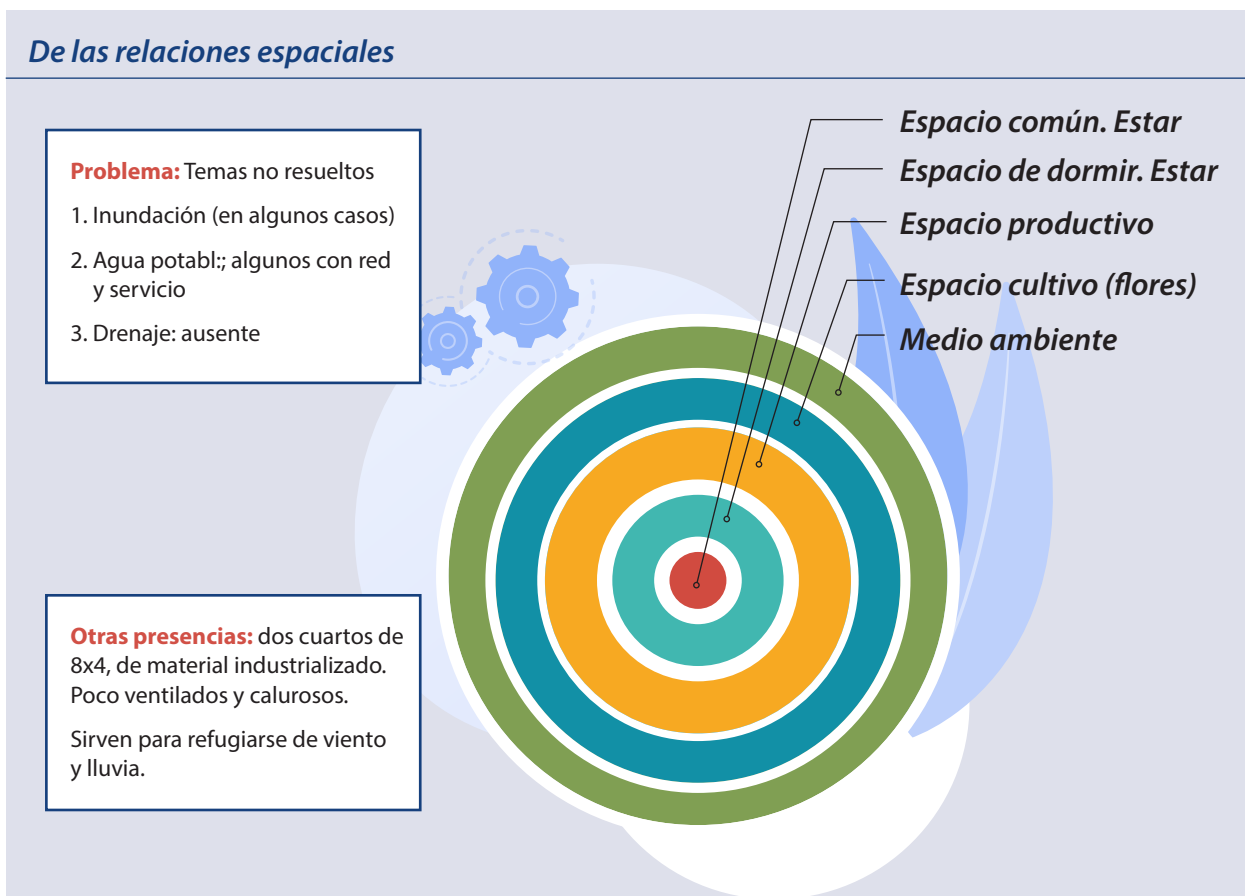 De las relaciones espaciales
Problema: Temas no resueltos
1. Inundación (en algunos casos)
2. Agua potabl:; algunos con red
y servicio
3. Drenaje: ausente
Espacio común. Estar
Espacio de dormir. Estar
Espacio productivo
Espacio cultivo (flores)
Medio ambiente
Otras presencias: dos cuartos de
8x4, de material industrializado.
Poco ventilados y calurosos.
Sirven para refugiarse de viento
y lluvia.